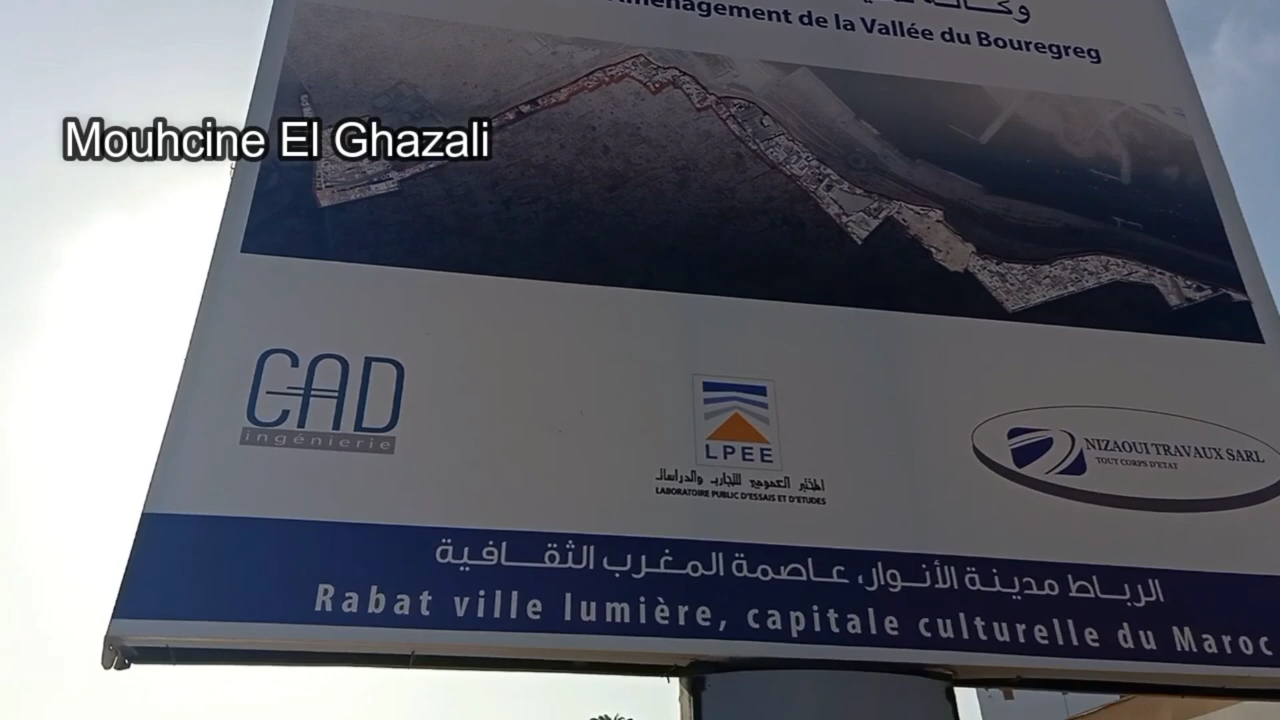 وكالة
Aménagement de la Vallée du Bouregreg
Mouhcine El Ghazali
CAD
ingénierie
LPEE
المختبر العمومي للتجارب والدراسات
LABORATOIRE PUBLIC D'ESSAIS ET D'ETUDES
NIZAOUI TRAVAUX SARL
TOUT CORPS D'ETAT
الرباط مدينة الأنوار، عاصمة المغرب الثقافية
Rabat ville lumière, capitale culturelle du Maroc